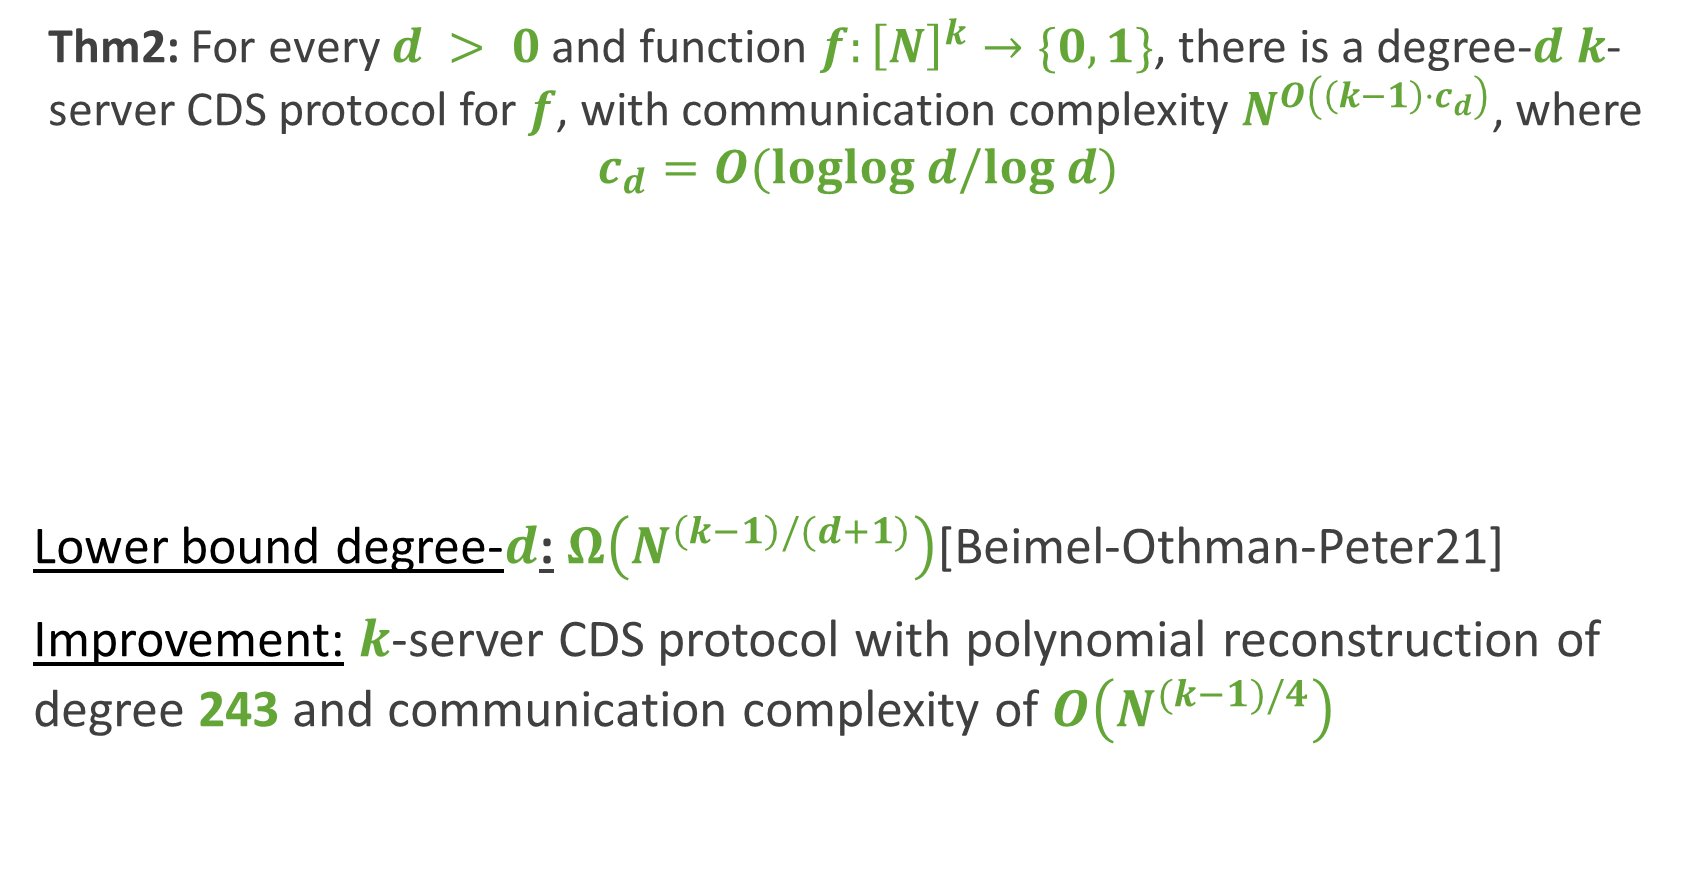 Thm2: For every d > 0 and function f: [N]^k → {0, 1}, there is a degree-d k-
server CDS protocol for f, with communication complexity N^{O((k−1)·c_d)}, where
c_d = O(loglog d/log d)
Lower bound degree-d: Ω(N^{(k−1)/(d+1)})[Beimel-Othman-Peter21]
Improvement: k-server CDS protocol with polynomial reconstruction of
degree 243 and communication complexity of O(N^{(k−1)/4})